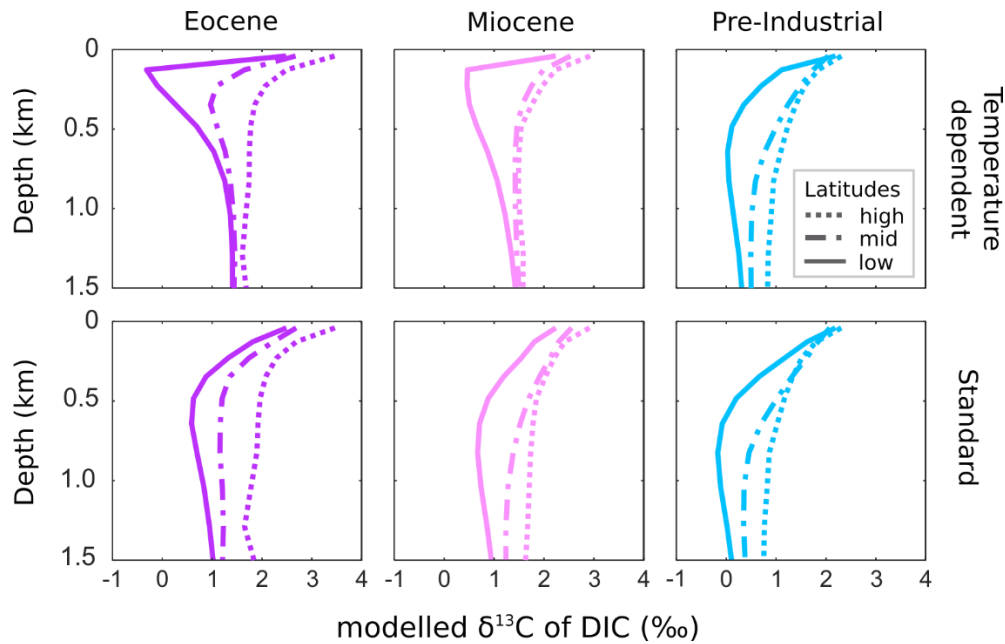 Eocene
Miocene
Pre-Industrial
0
0.5
1.0
1.5
Depth (km)
Temperature
dependent
Latitudes
high
mid
low
0
0.5
1.0
1.5
Depth (km)
Standard
-1 0 1 2 3 4
-1 0 1 2 3 4
-1 0 1 2 3 4
modelled δ¹³C of DIC (‰)